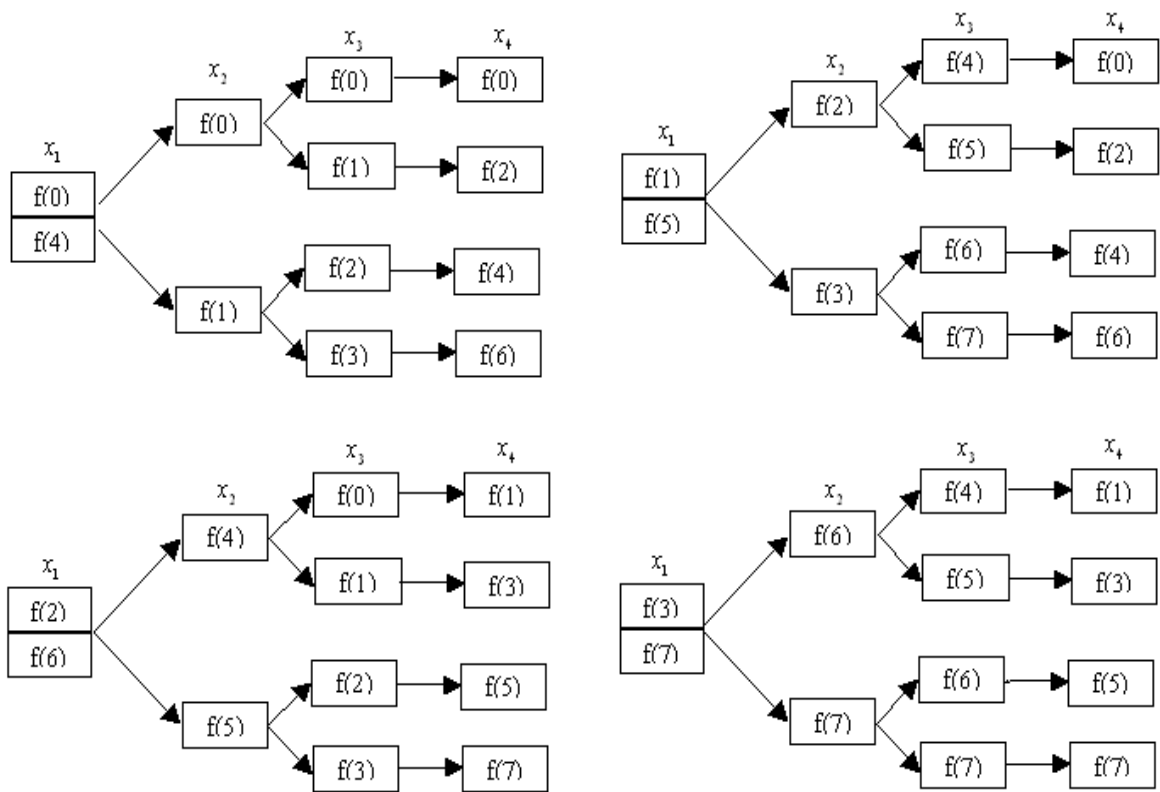 x₃ x₄
f(0) f(0)
x₂
f(0)
x₁
f(1) f(2)
f(0)
f(4)
f(2) f(4)
f(1)
f(3) f(6)
x₃ x₄
f(4) f(0)
x₂
f(2)
x₁
f(5) f(2)
f(1)
f(5)
f(6) f(4)
f(3)
f(7) f(6)
x₃ x₄
f(0) f(1)
x₂
f(4)
x₁
f(1) f(3)
f(2)
f(6)
f(2) f(5)
f(5)
f(3) f(7)
x₃ x₄
f(4) f(1)
x₂
f(6)
x₁
f(5) f(3)
f(3)
f(7)
f(6) f(5)
f(7)
f(7) f(7)